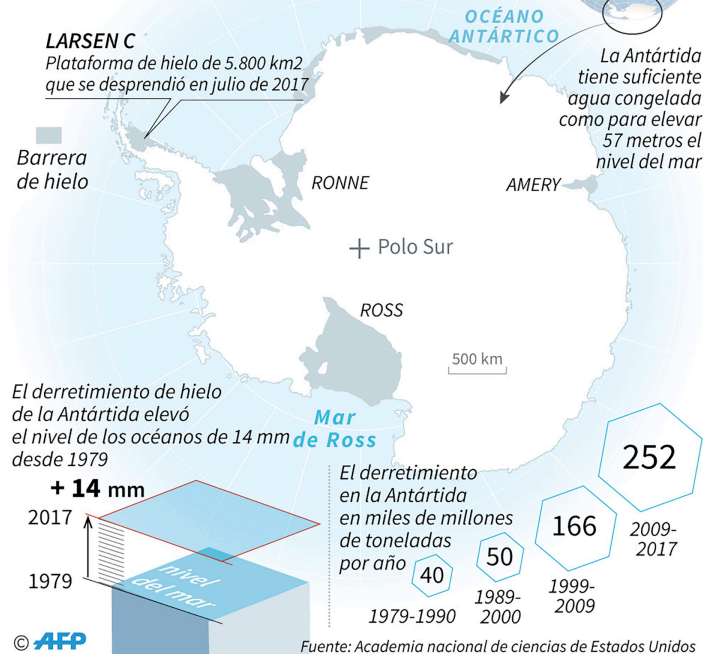 OCÉANO
ANTÁRTICO
LARSEN C
Plataforma de hielo de 5.800 km2
que se desprendió en julio de 2017
La Antártida
tiene suficiente
agua congelada
como para elevar
57 metros el
nivel del mar
Barrera
de hielo
RONNE
AMERY
Polo Sur
ROSS
500 km
Mar
de Ross
El derretimiento de hielo
de la Antártida elevó
el nivel de los océanos de 14 mm
desde 1979
+ 14 mm
2017
1979
nivel
del mar
El derretimiento
en la Antártida
en miles de millones
de toneladas
por año
40
1979-1990
50
1989-
2000
166
1999-
2009
252
2009-
2017
© AFP
Fuente: Academia nacional de ciencias de Estados Unidos